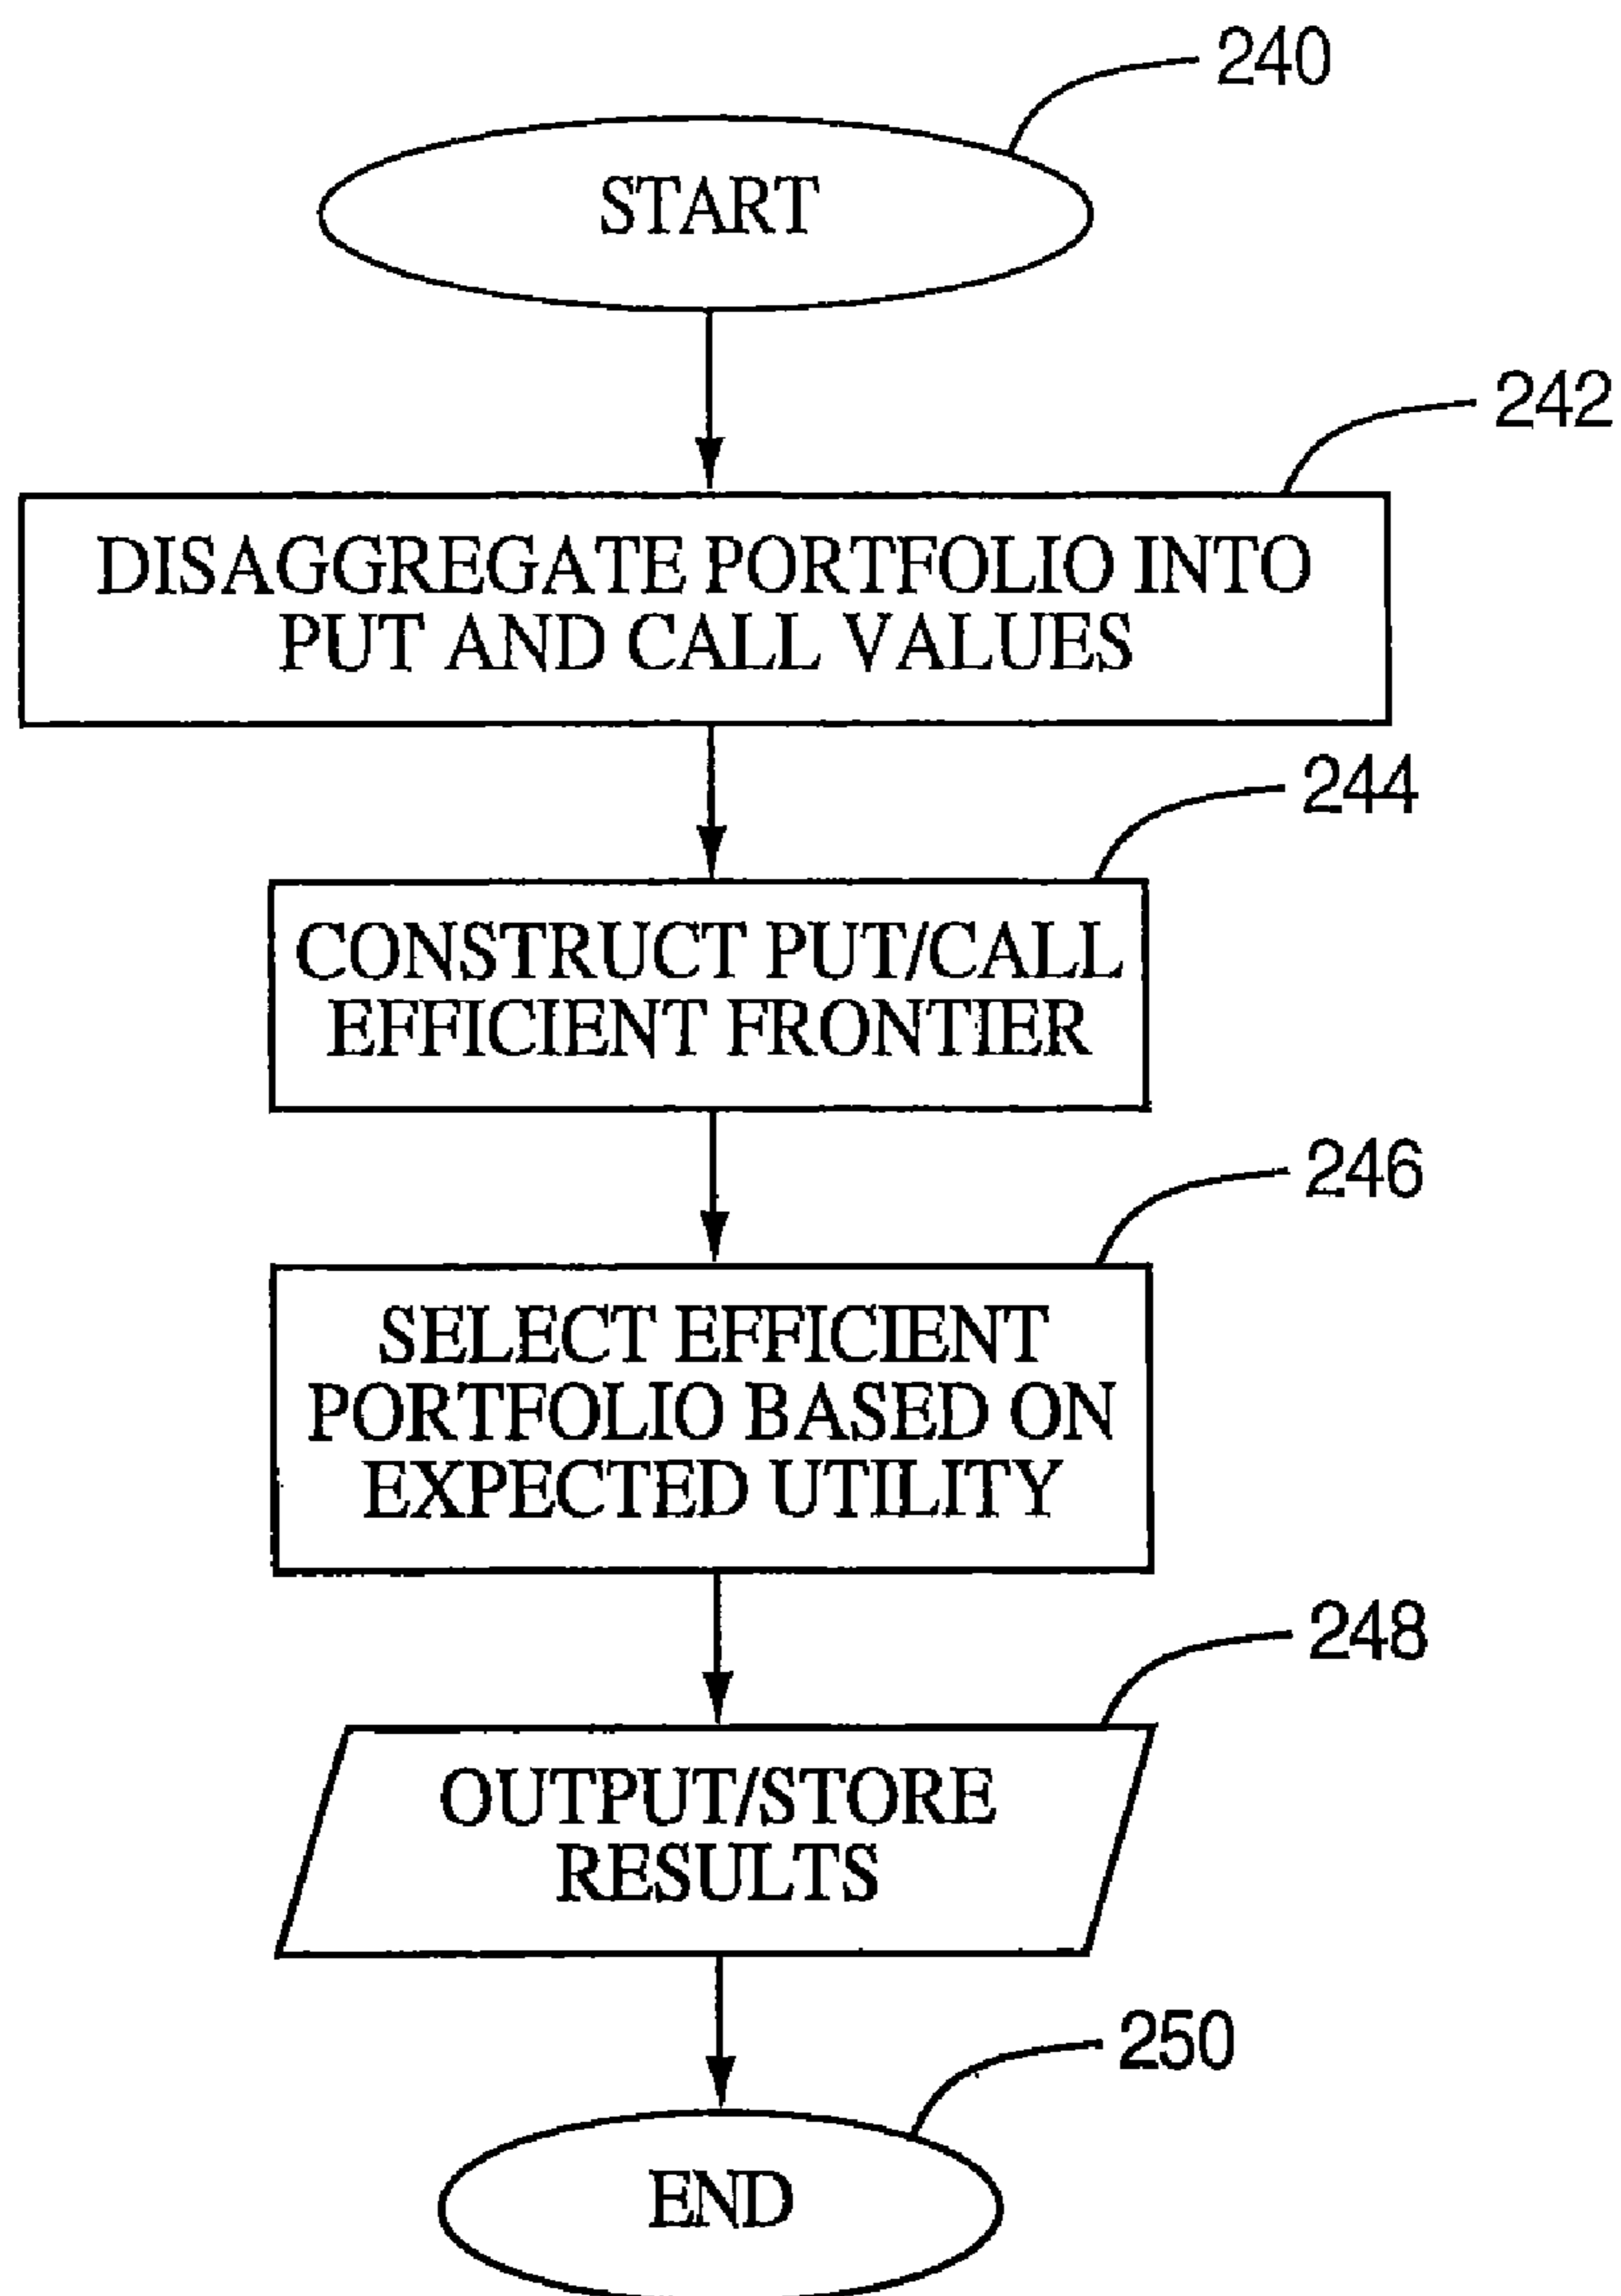 240
START
242
DISAGGREGATE PORTFOLIO INTO
PUT AND CALL VALUES
244
CONSTRUCT PUT/CALL
EFFICIENT FRONTIER
246
SELECT EFFICIENT
PORTFOLIO BASED ON
EXPECTED UTILITY
248
OUTPUT/STORE
RESULTS
250
END